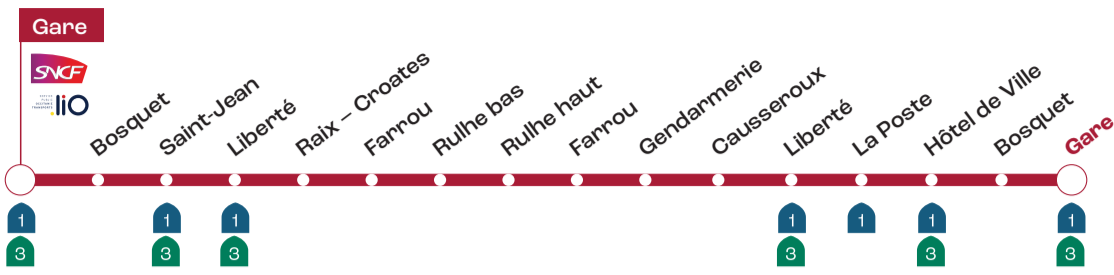 Gare
SNCF
liO
Bosquet
Saint-Jean
Liberté
Raix – Croates
Farrou
Rulhe bas
Rulhe haut
Farrou
Gendarmerie
Causseroux
Liberté
La Poste
Hôtel de Ville
Bosquet
Gare
1 1 1 1 1 1 1
3 3 3 3 3 3